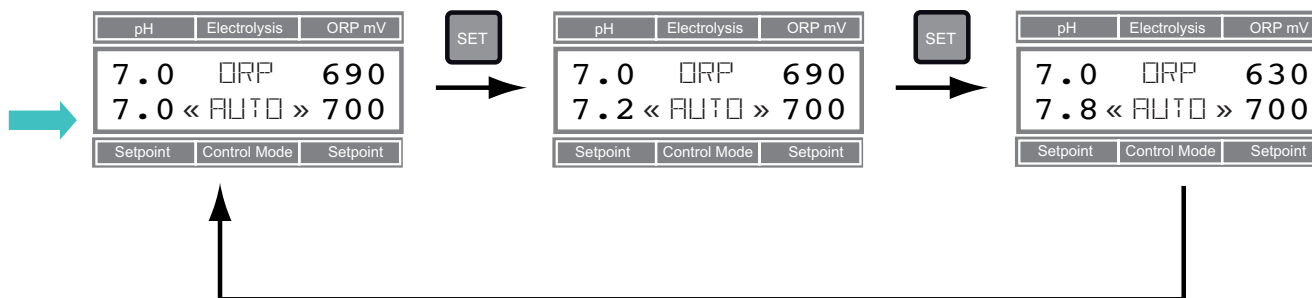 pH Electrolysis ORP mV
7.0 ORP 690
7.0 « AUTO » 700
Setpoint Control Mode Setpoint
SET
pH Electrolysis ORP mV
7.0 ORP 690
7.2 « AUTO » 700
Setpoint Control Mode Setpoint
SET
pH Electrolysis ORP mV
7.0 ORP 630
7.8 « AUTO » 700
Setpoint Control Mode Setpoint